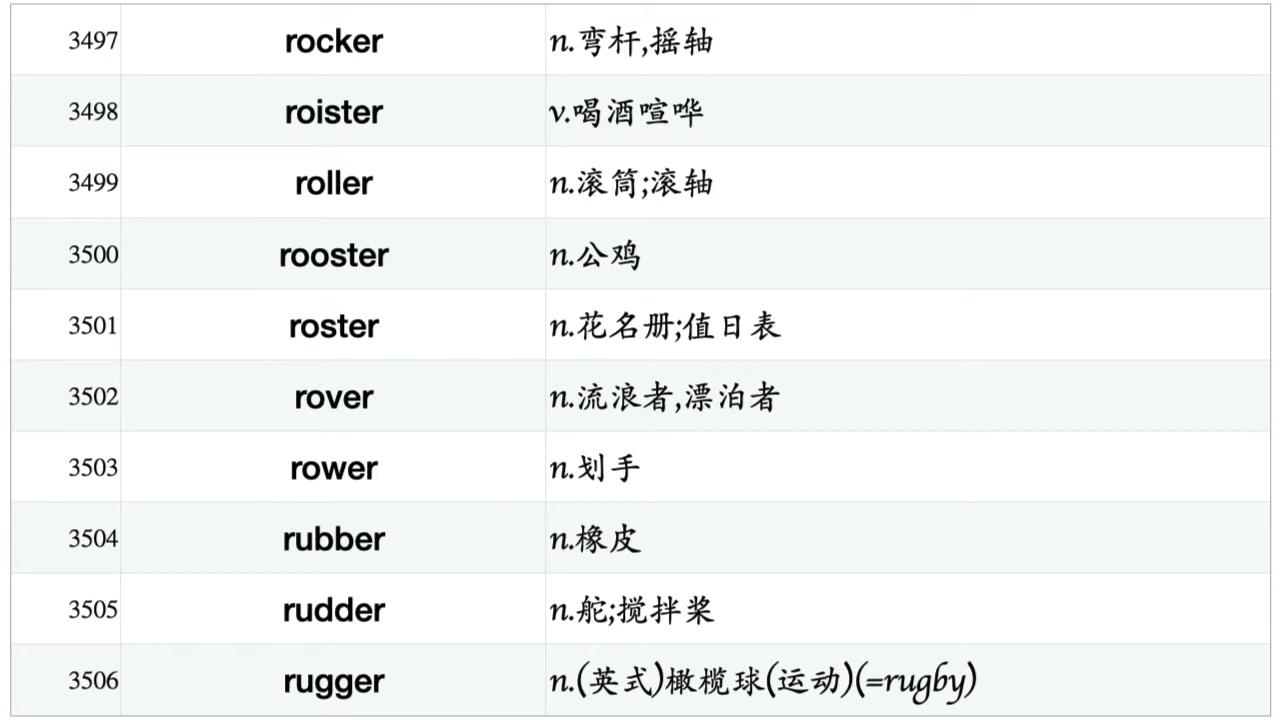 3497 rocker n.弯杆,摇轴
3498 roister v.喝酒喧哗
3499 roller n.滚筒;滚轴
3500 rooster n.公鸡
3501 roster n.花名册;值日表
3502 rover n.流浪者,漂泊者
3503 rower n.划手
3504 rubber n.橡皮
3505 rudder n.舵;搅拌桨
3506 rugger n.(英式)橄榄球(运动)(=rugby)